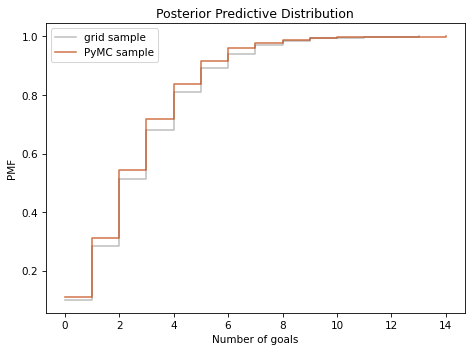 Posterior Predictive Distribution
grid sample
PyMC sample
PMF
1.0
0.8
0.6
0.4
0.2
0 2 4 6 8 10 12 14
Number of goals